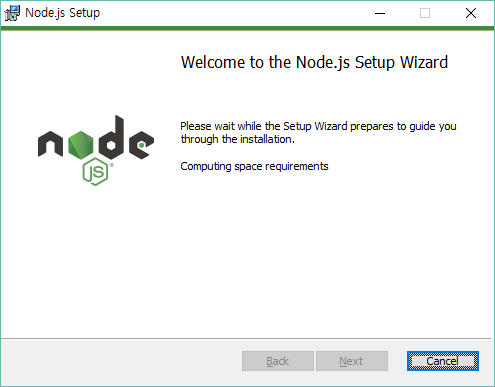 Node.js Setup
Welcome to the Node.js Setup Wizard
Please wait while the Setup Wizard prepares to guide you
through the installation.
node
JS®
Computing space requirements
Back Next Cancel